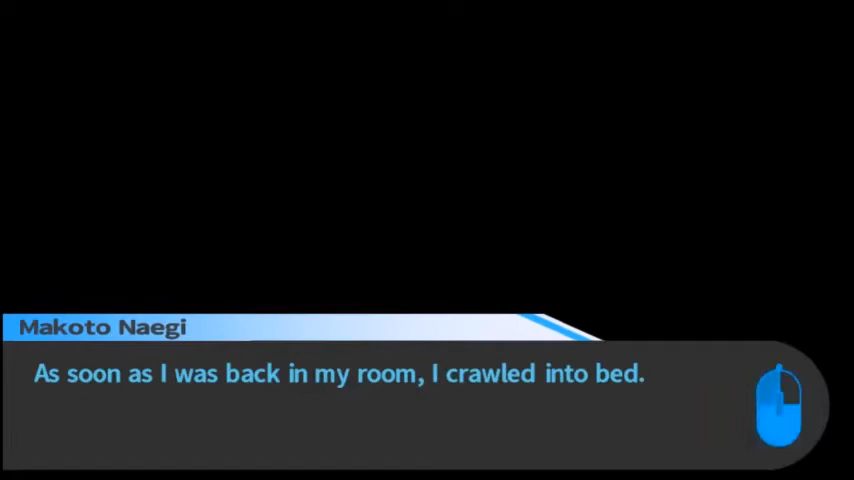 Makoto Naegi
As soon as I was back in my room, I crawled into bed.